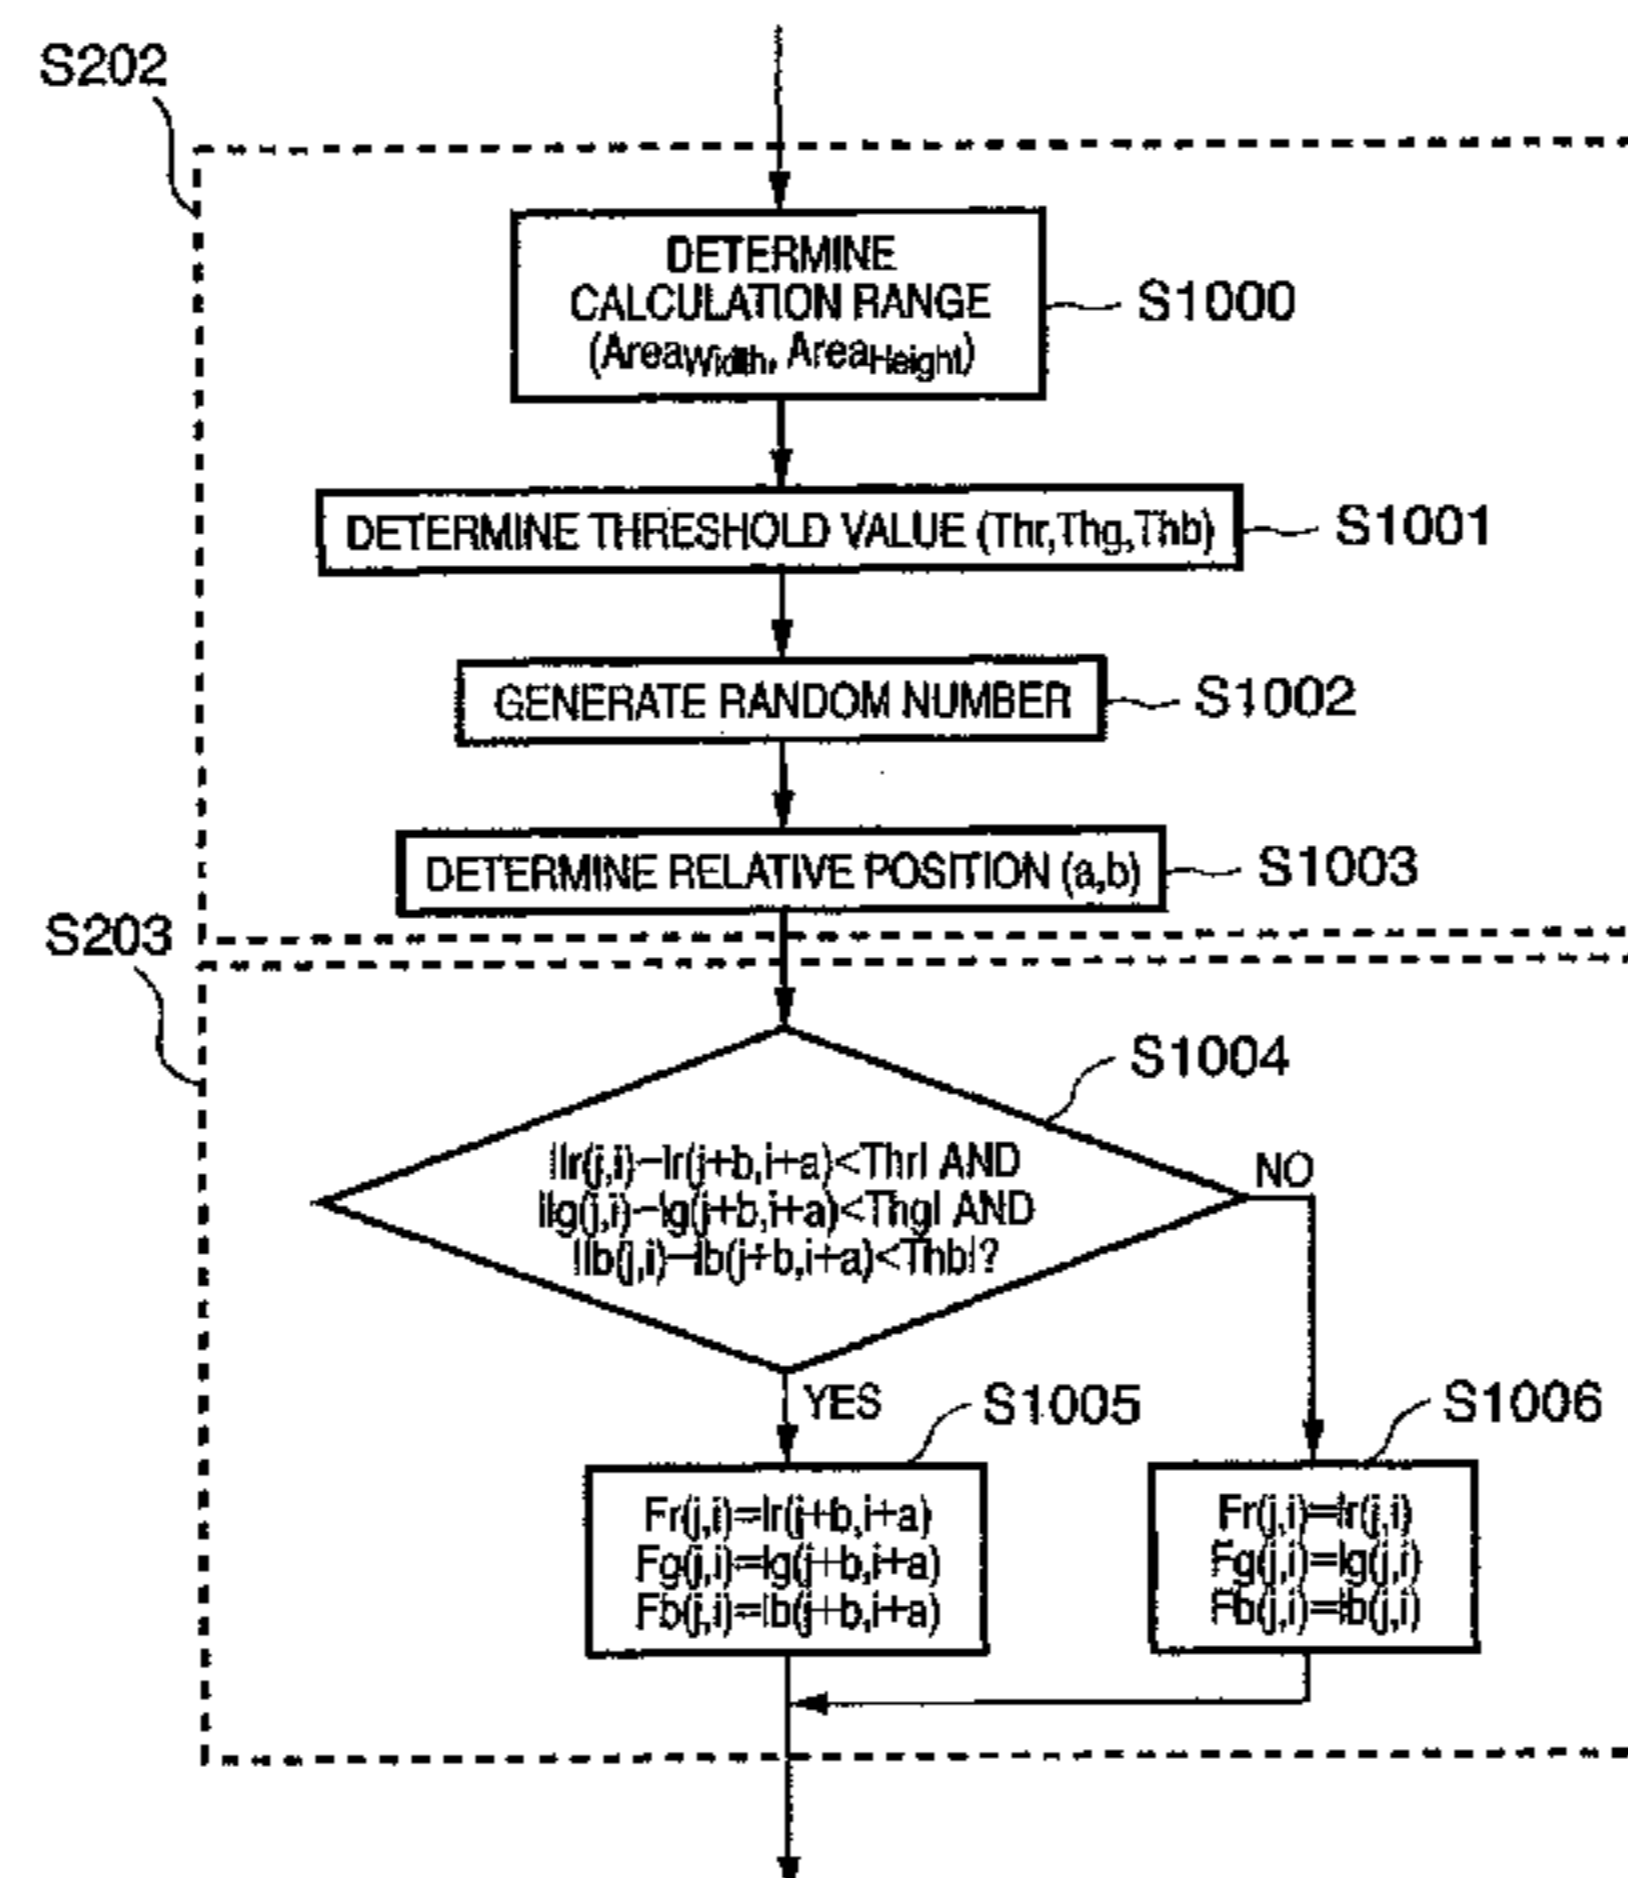 S202
DETERMINE
CALCULATION RANGE
(AreaWidth, AreaHeight)
S1000
DETERMINE THRESHOLD VALUE (Thr,Thg,Thb)
S1001
GENERATE RANDOM NUMBER
S1002
DETERMINE RELATIVE POSITION (a,b)
S1003
S203
S1004
|Ir(j,i)−Ir(j+b,i+a)<Thr| AND
|Ig(j,i)−Ig(j+b,i+a)<Thg| AND
|Ib(j,i)−Ib(j+b,i+a)<Thb|?
NO
YES
S1005
Fr(j,i)=Ir(j+b,i+a)
Fg(j,i)=Ig(j+b,i+a)
Fb(j,i)=Ib(j+b,i+a)
S1006
Fr(j,i)=Ir(j,i)
Fg(j,i)=Ig(j,i)
Fb(j,i)=Ib(j,i)